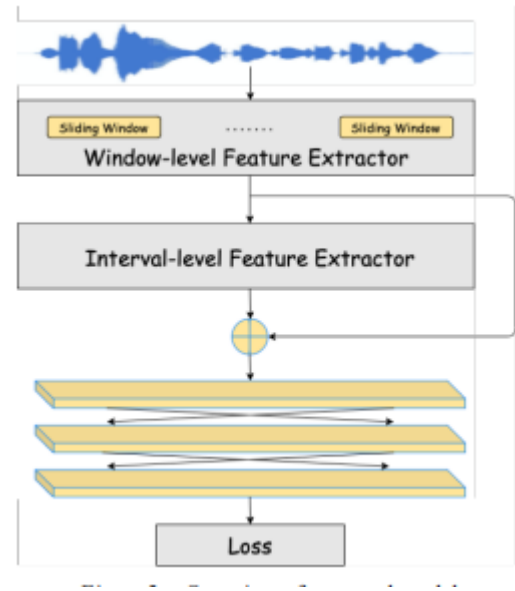 Sliding Window ....... Sliding Window
Window-level Feature Extractor
Interval-level Feature Extractor
Loss